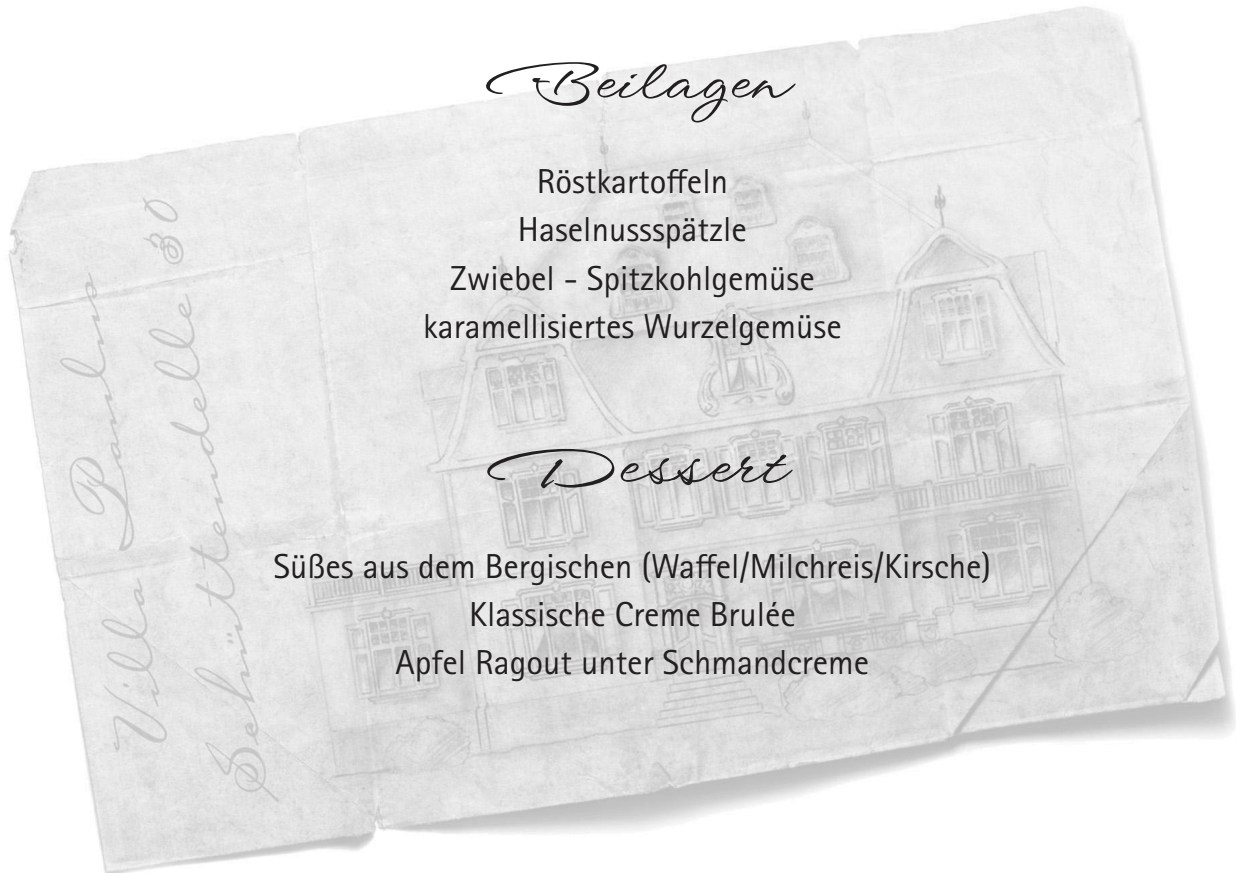 Beilagen
Röstkartoffeln
Haselnussspätzle
Zwiebel - Spitzkohlgemüse
karamellisiertes Wurzelgemüse
Dessert
Süßes aus dem Bergischen (Waffel/Milchreis/Kirsche)
Klassische Creme Brulée
Apfel Ragout unter Schmandcreme
Villa Paulus
Schüttendelle 30